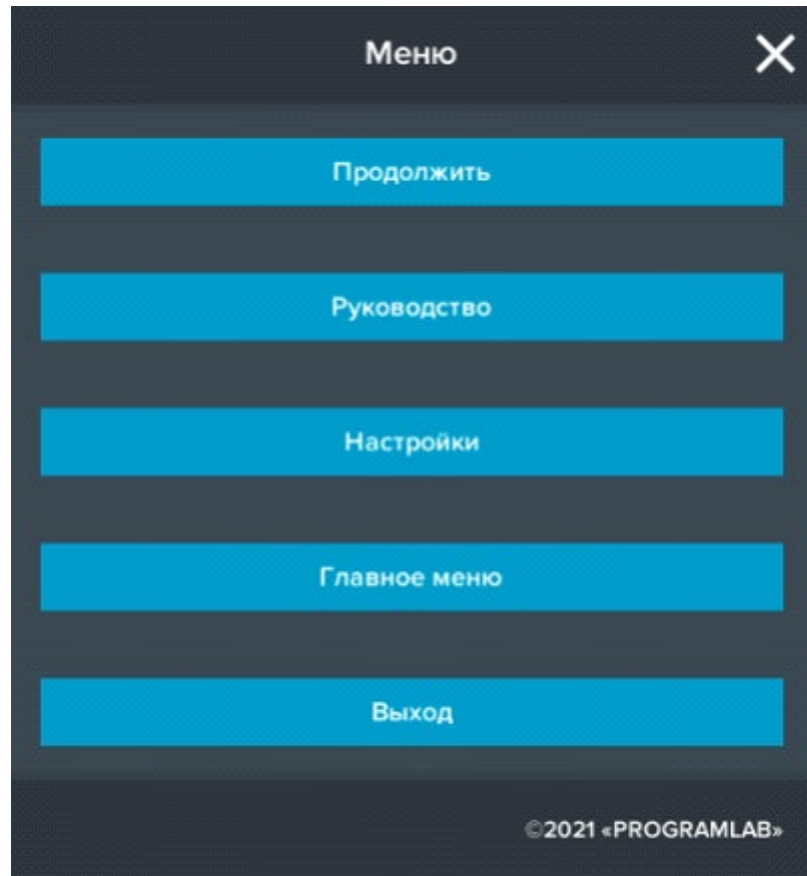 Меню
Продолжить
Руководство
Настройки
Главное меню
Выход
©2021 «PROGRAMLAB»